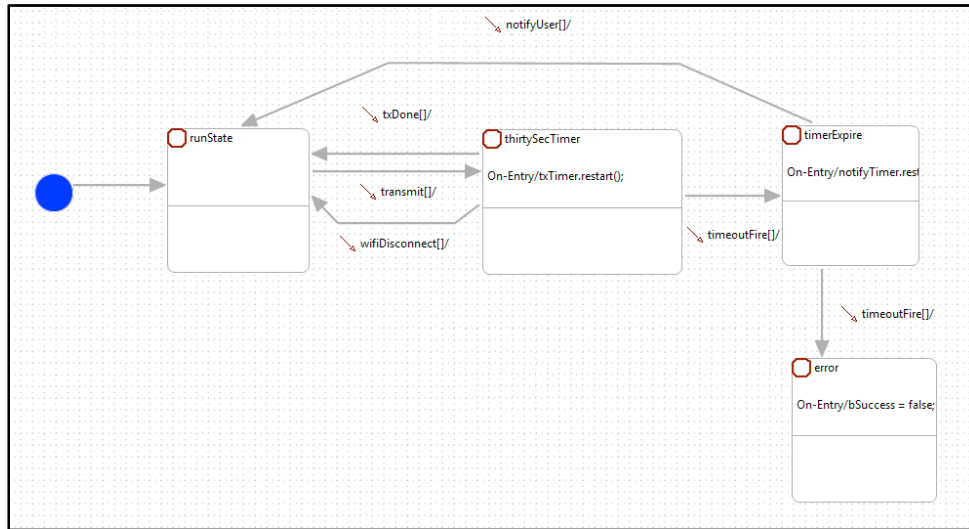 notifyUser[]/
txDone[]/
runState
thirtySecTimer
timerExpire
On-Entry/txTimer.restart();
On-Entry/notifyTimer.rest
transmit[]/
wifiDisconnect[]/
timeoutFire[]/
timeoutFire[]/
error
On-Entry/bSuccess = false;